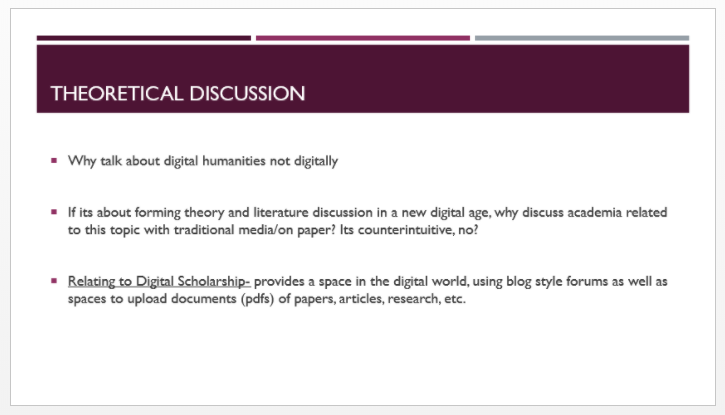 THEORETICAL DISCUSSION
Why talk about digital humanities not digitally
If its about forming theory and literature discussion in a new digital age, why discuss academia related
to this topic with traditional media/on paper? Its counterintuitive, no?
Relating to Digital Scholarship- provides a space in the digital world, using blog style forums as well as
spaces to upload documents (pdfs) of papers, articles, research, etc.